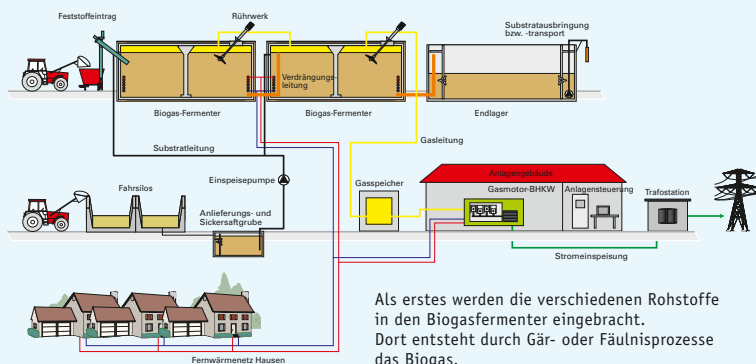 Feststoffeintrag
Rührwerk
Substratausbringung
bzw. -transport
Verdrängungs-
leitung
Biogas-Fermenter
Biogas-Fermenter
Endlager
Substratleitung
Gasleitung
Einspeisepumpe
Gasspeicher
Anlagengebäude
Gasmotor-BHKW
Anlagensteuerung
Trafostation
Fahrsilos
Anlieferungs- und
Sickersaftgrube
Stromeinspeisung
Als erstes werden die verschiedenen Rohstoffe
in den Biogasfermenter eingebracht.
Dort entsteht durch Gär- oder Fäulnisprozesse
das Biogas.
Fernwärmenetz Hausen